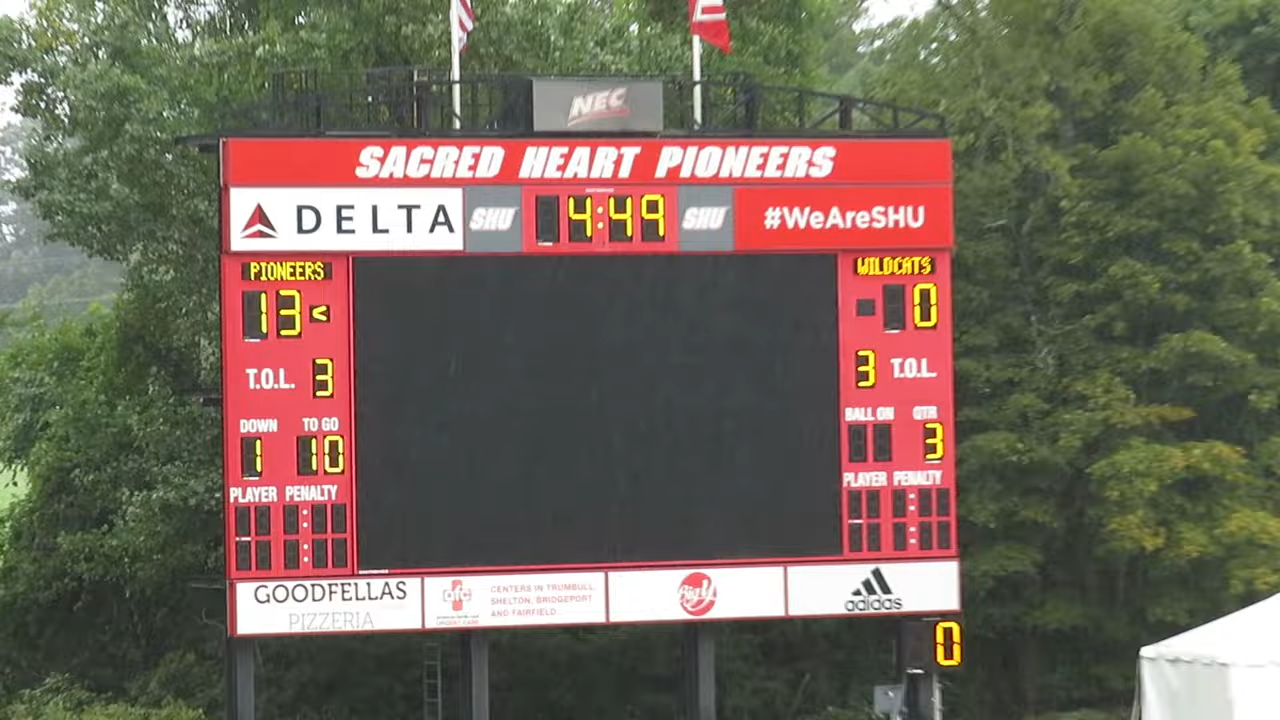 NEC
SACRED HEART PIONEERS
DELTA
SHU
4:49
SHU
#WeAreSHU
PIONEERS
13 <
T.O.L. 3
DOWN TO GO
1 10
PLAYER PENALTY
WILDCATS
0
3 T.O.L.
BALL ON QTR
3
PLAYER PENALTY
GOODFELLAS
PIZZERIA
afc
CENTERS IN TRUMBULL,
SHELTON, BRIDGEPORT
AND FAIRFIELD.
Big Y
adidas
0